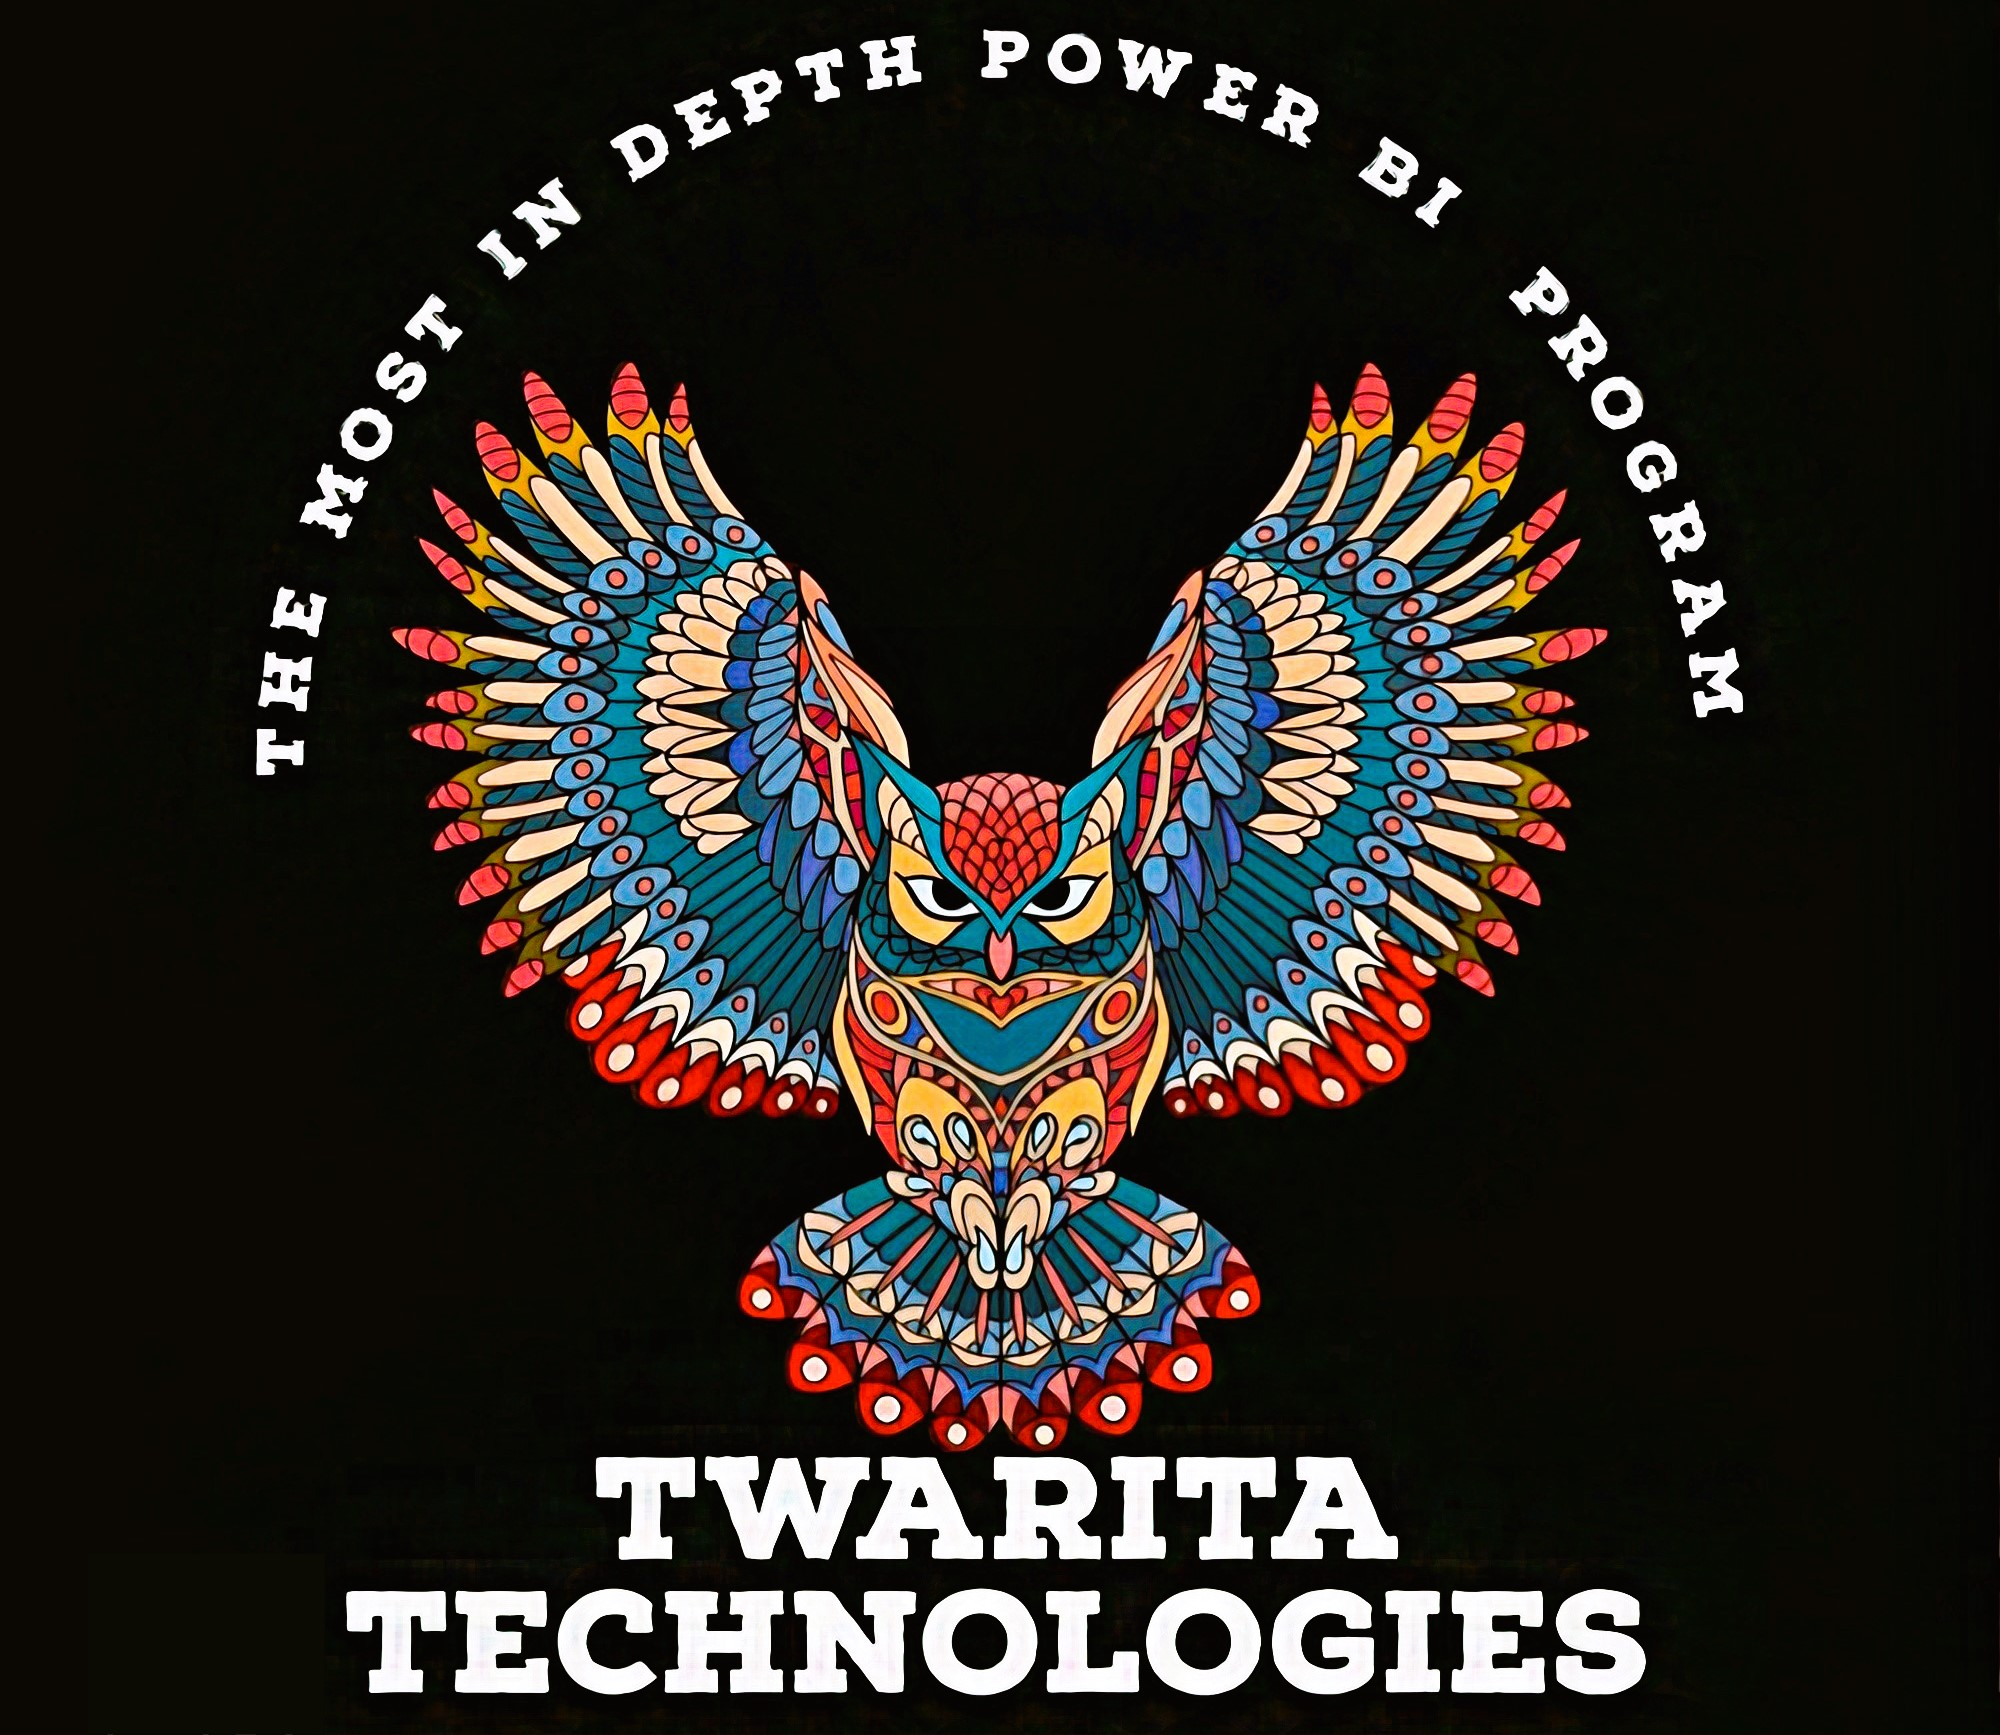 THE MOST IN DEPTH POWER BI PROGRAM
TWARITA
TECHNOLOGIES